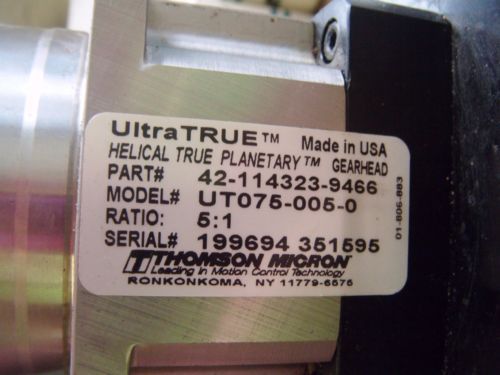 UltraTRUE™ Made in USA
HELICAL TRUE PLANETARY™ GEARHEAD
PART# 42-114323-9466
MODEL# UT075-005-0
RATIO: 5:1
SERIAL# 199694 351595
THOMSON MICRON
Leading in Motion Control Technology
RONKONKOMA, NY 11779-6576
01-806-883